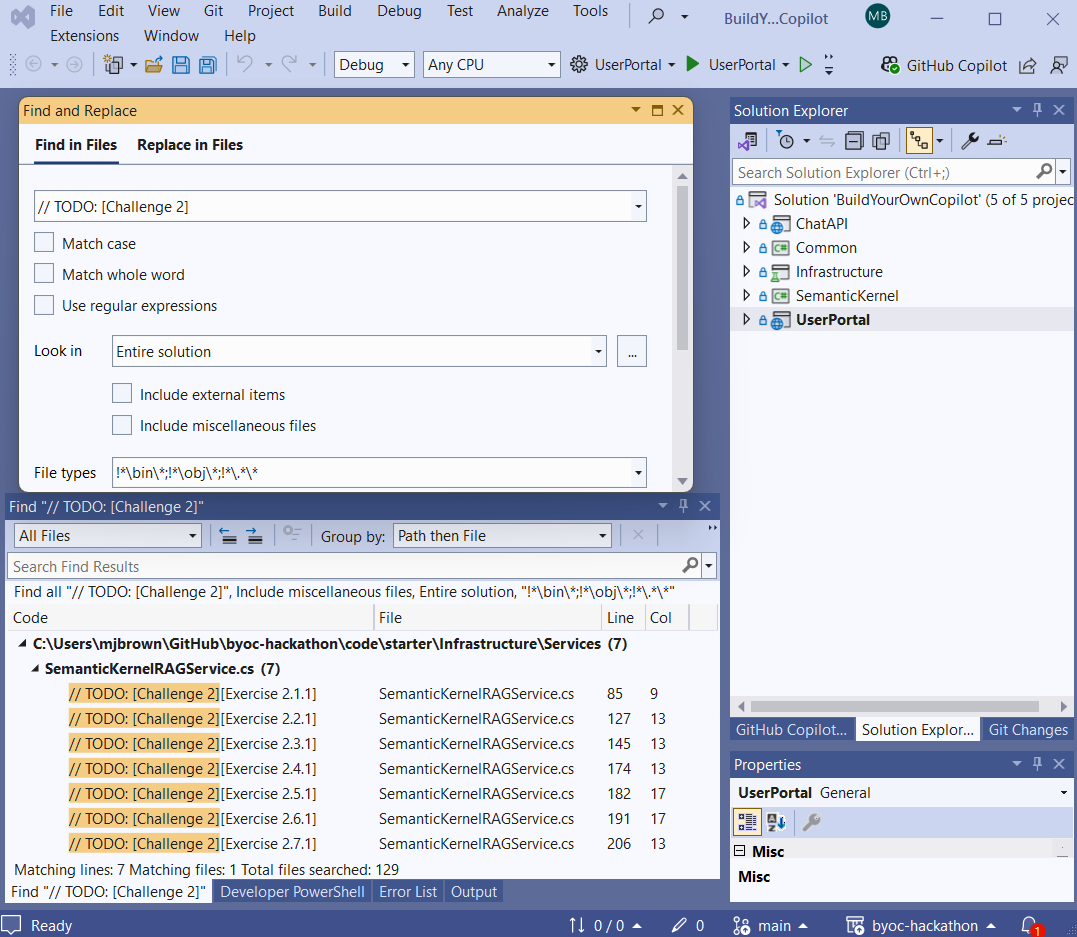 File Edit View Git Project Build Debug Test Analyze Tools
BuildY...Copilot
MB
Extensions Window Help
Debug
Any CPU
UserPortal
UserPortal
GitHub Copilot
Find and Replace
Find in Files
Replace in Files
// TODO: [Challenge 2]
Match case
Match whole word
Use regular expressions
Look in
Entire solution
...
Include external items
Include miscellaneous files
File types
!*\bin\*;!*\obj\*;!*\.*\*
Find "// TODO: [Challenge 2]"
All Files
Group by:
Path then File
Search Find Results
Find all "// TODO: [Challenge 2]", Include miscellaneous files, Entire solution, "!*\bin\*;!*\obj\*;!*\.*\*"
Code File Line Col
C:\Users\mjbrown\GitHub\byoc-hackathon\code\starter\Infrastructure\Services (7)
SemanticKernelRAGService.cs (7)
// TODO: [Challenge 2][Exercise 2.1.1] SemanticKernelRAGService.cs 85 9
// TODO: [Challenge 2][Exercise 2.2.1] SemanticKernelRAGService.cs 127 13
// TODO: [Challenge 2][Exercise 2.3.1] SemanticKernelRAGService.cs 145 13
// TODO: [Challenge 2][Exercise 2.4.1] SemanticKernelRAGService.cs 174 13
// TODO: [Challenge 2][Exercise 2.5.1] SemanticKernelRAGService.cs 182 17
// TODO: [Challenge 2][Exercise 2.6.1] SemanticKernelRAGService.cs 191 17
// TODO: [Challenge 2][Exercise 2.7.1] SemanticKernelRAGService.cs 206 13
Matching lines: 7 Matching files: 1 Total files searched: 129
Find "// TODO: [Challenge 2]" Developer PowerShell Error List Output
Solution Explorer
Search Solution Explorer (Ctrl+;)
Solution 'BuildYourOwnCopilot' (5 of 5 projec
ChatAPI
C# Common
Infrastructure
C# SemanticKernel
UserPortal
GitHub Copilot... Solution Explor... Git Changes
Properties
UserPortal General
Misc
Misc
Ready
0 / 0
0
main
byoc-hackathon
1